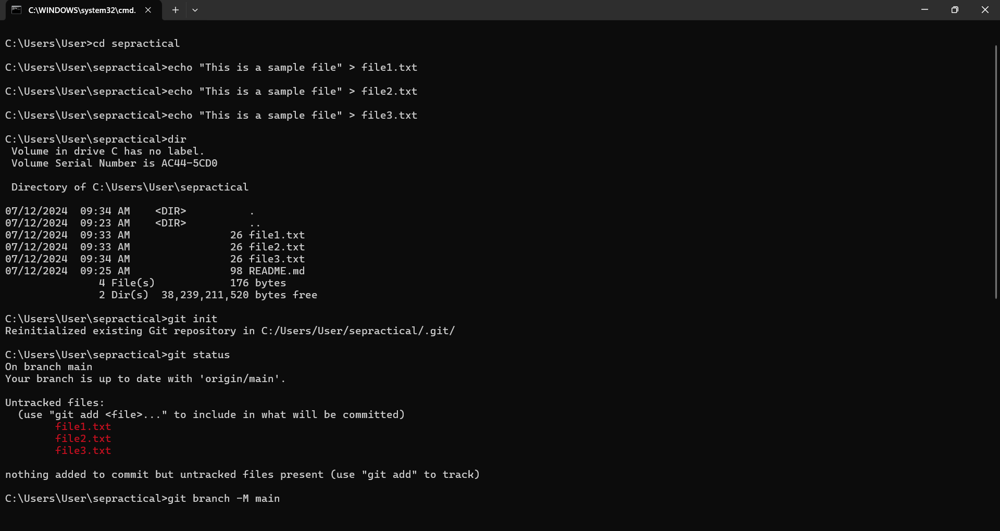 C:\WINDOWS\system32\cmd.
C:\Users\User>cd sepractical
C:\Users\User\sepractical>echo "This is a sample file" > file1.txt
C:\Users\User\sepractical>echo "This is a sample file" > file2.txt
C:\Users\User\sepractical>echo "This is a sample file" > file3.txt
C:\Users\User\sepractical>dir
 Volume in drive C has no label.
 Volume Serial Number is AC44-5CD0
 Directory of C:\Users\User\sepractical
07/12/2024  09:34 AM    <DIR>          .
07/12/2024  09:23 AM    <DIR>          ..
07/12/2024  09:33 AM                26 file1.txt
07/12/2024  09:33 AM                26 file2.txt
07/12/2024  09:34 AM                26 file3.txt
07/12/2024  09:25 AM                98 README.md
               4 File(s)            176 bytes
               2 Dir(s)  38,239,211,520 bytes free
C:\Users\User\sepractical>git init
Reinitialized existing Git repository in C:/Users/User/sepractical/.git/
C:\Users\User\sepractical>git status
On branch main
Your branch is up to date with 'origin/main'.
Untracked files:
  (use "git add <file>..." to include in what will be committed)
        file1.txt
        file2.txt
        file3.txt
nothing added to commit but untracked files present (use "git add" to track)
C:\Users\User\sepractical>git branch -M main